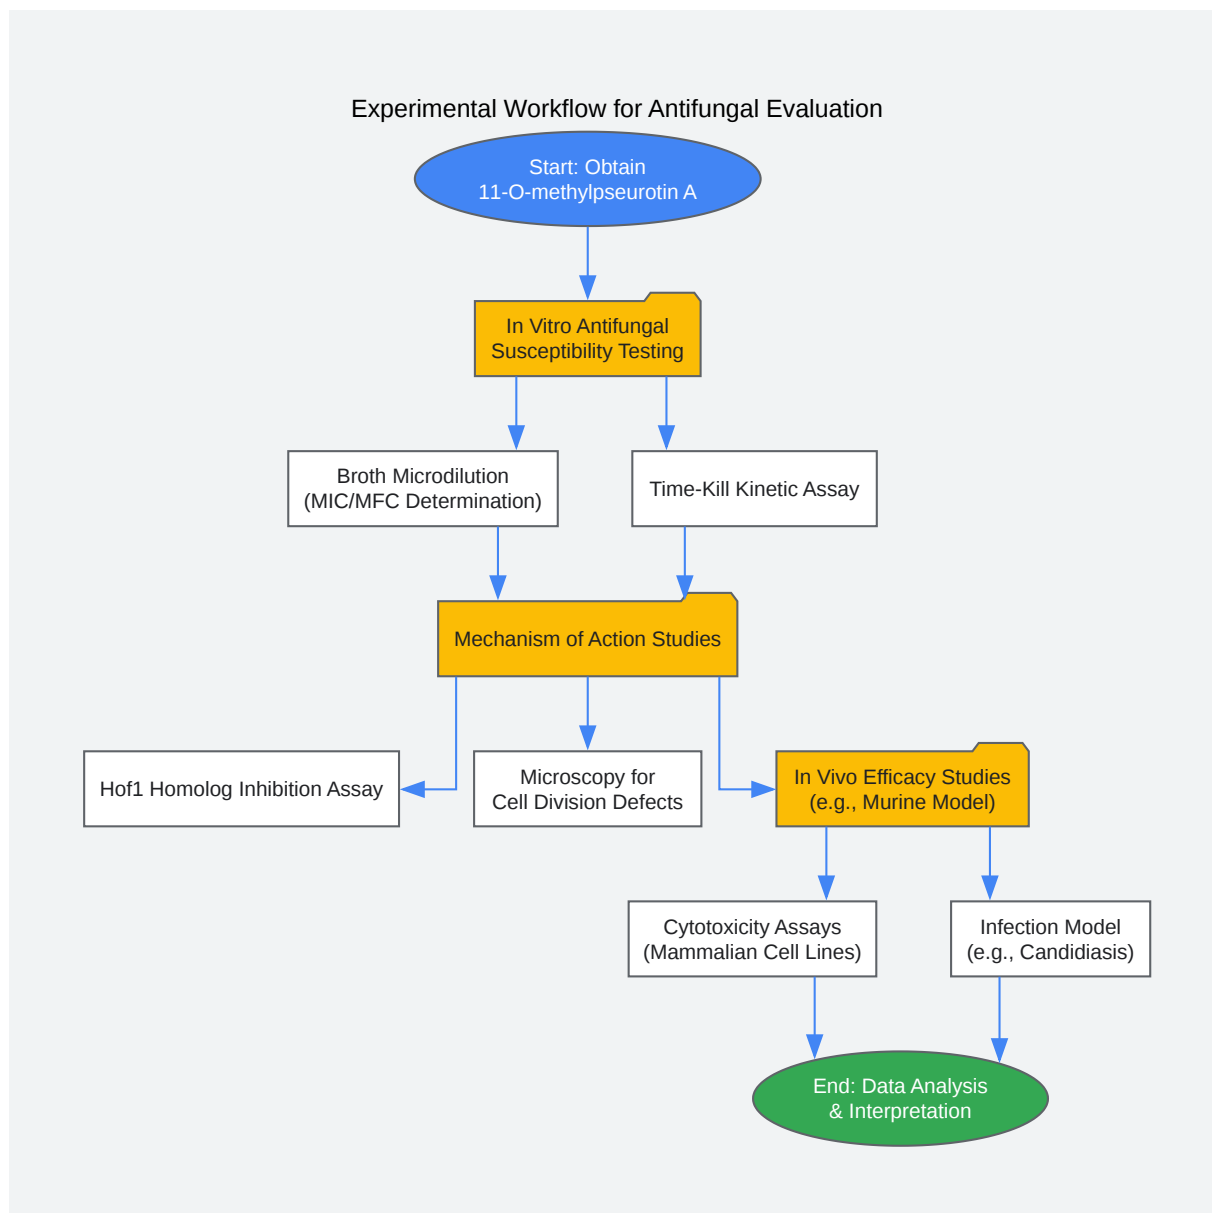 Experimental Workflow for Antifungal Evaluation
Start: Obtain
11-O-methylpseurotin A
In Vitro Antifungal
Susceptibility Testing
Broth Microdilution
(MIC/MFC Determination)
Time-Kill Kinetic Assay
Mechanism of Action Studies
Hof1 Homolog Inhibition Assay
Microscopy for
Cell Division Defects
In Vivo Efficacy Studies
(e.g., Murine Model)
Cytotoxicity Assays
(Mammalian Cell Lines)
Infection Model
(e.g., Candidiasis)
End: Data Analysis
& Interpretation